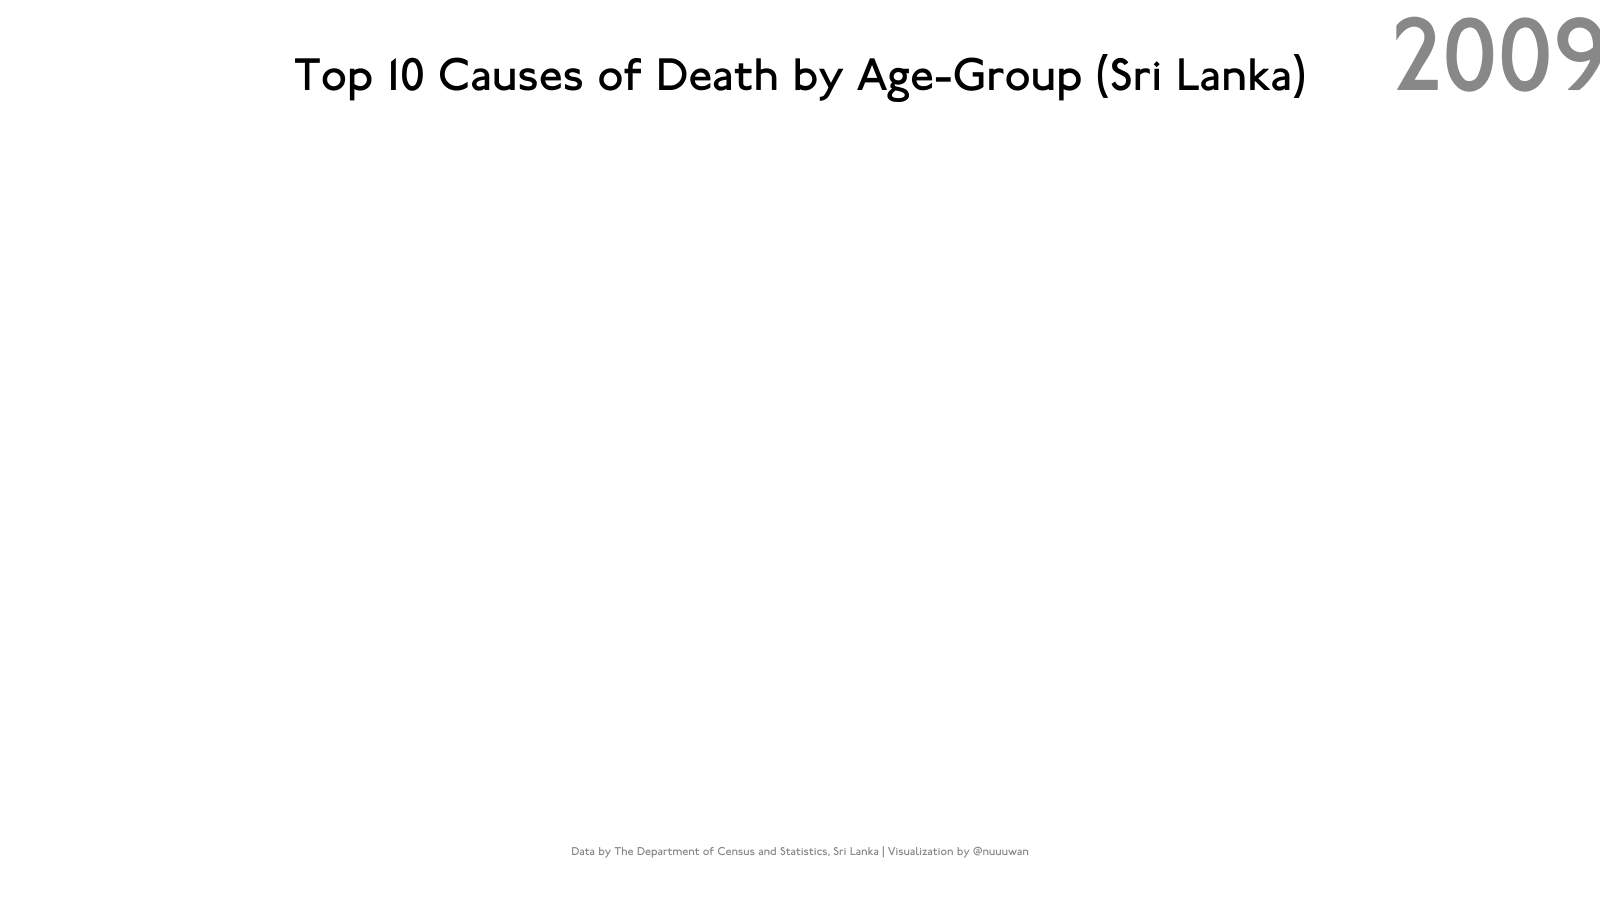 Top 10 Causes of Death by Age-Group (Sri Lanka)
2009
Data by The Department of Census and Statistics, Sri Lanka | Visualization by @nuuuwan